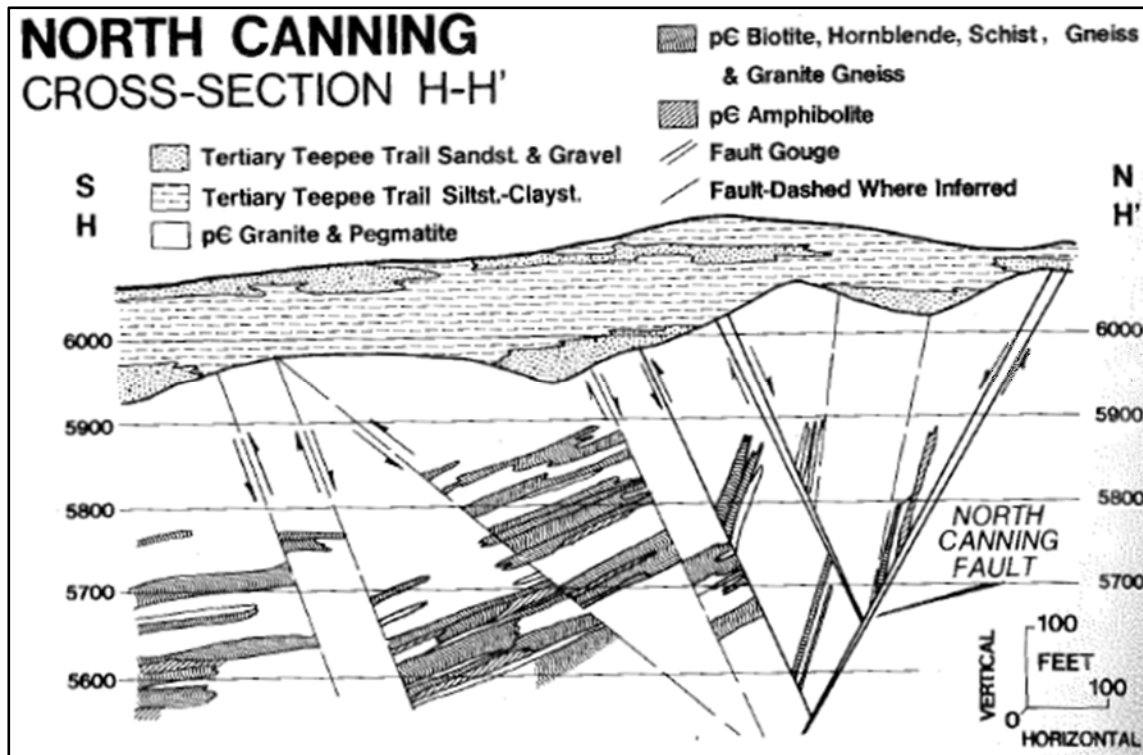 NORTH CANNING
CROSS-SECTION H-H'
pЄ Biotite, Hornblende, Schist, Gneiss
& Granite Gneiss
pЄ Amphibolite
Fault Gouge
Fault-Dashed Where Inferred
Tertiary Teepee Trail Sandst. & Gravel
Tertiary Teepee Trail Siltst.-Clayst.
pЄ Granite & Pegmatite
S
H
N
H'
6000
5900
5800
5700
5600
6000
5900
5800
5700
NORTH
CANNING
FAULT
100
FEET
100
VERTICAL
0
HORIZONTAL